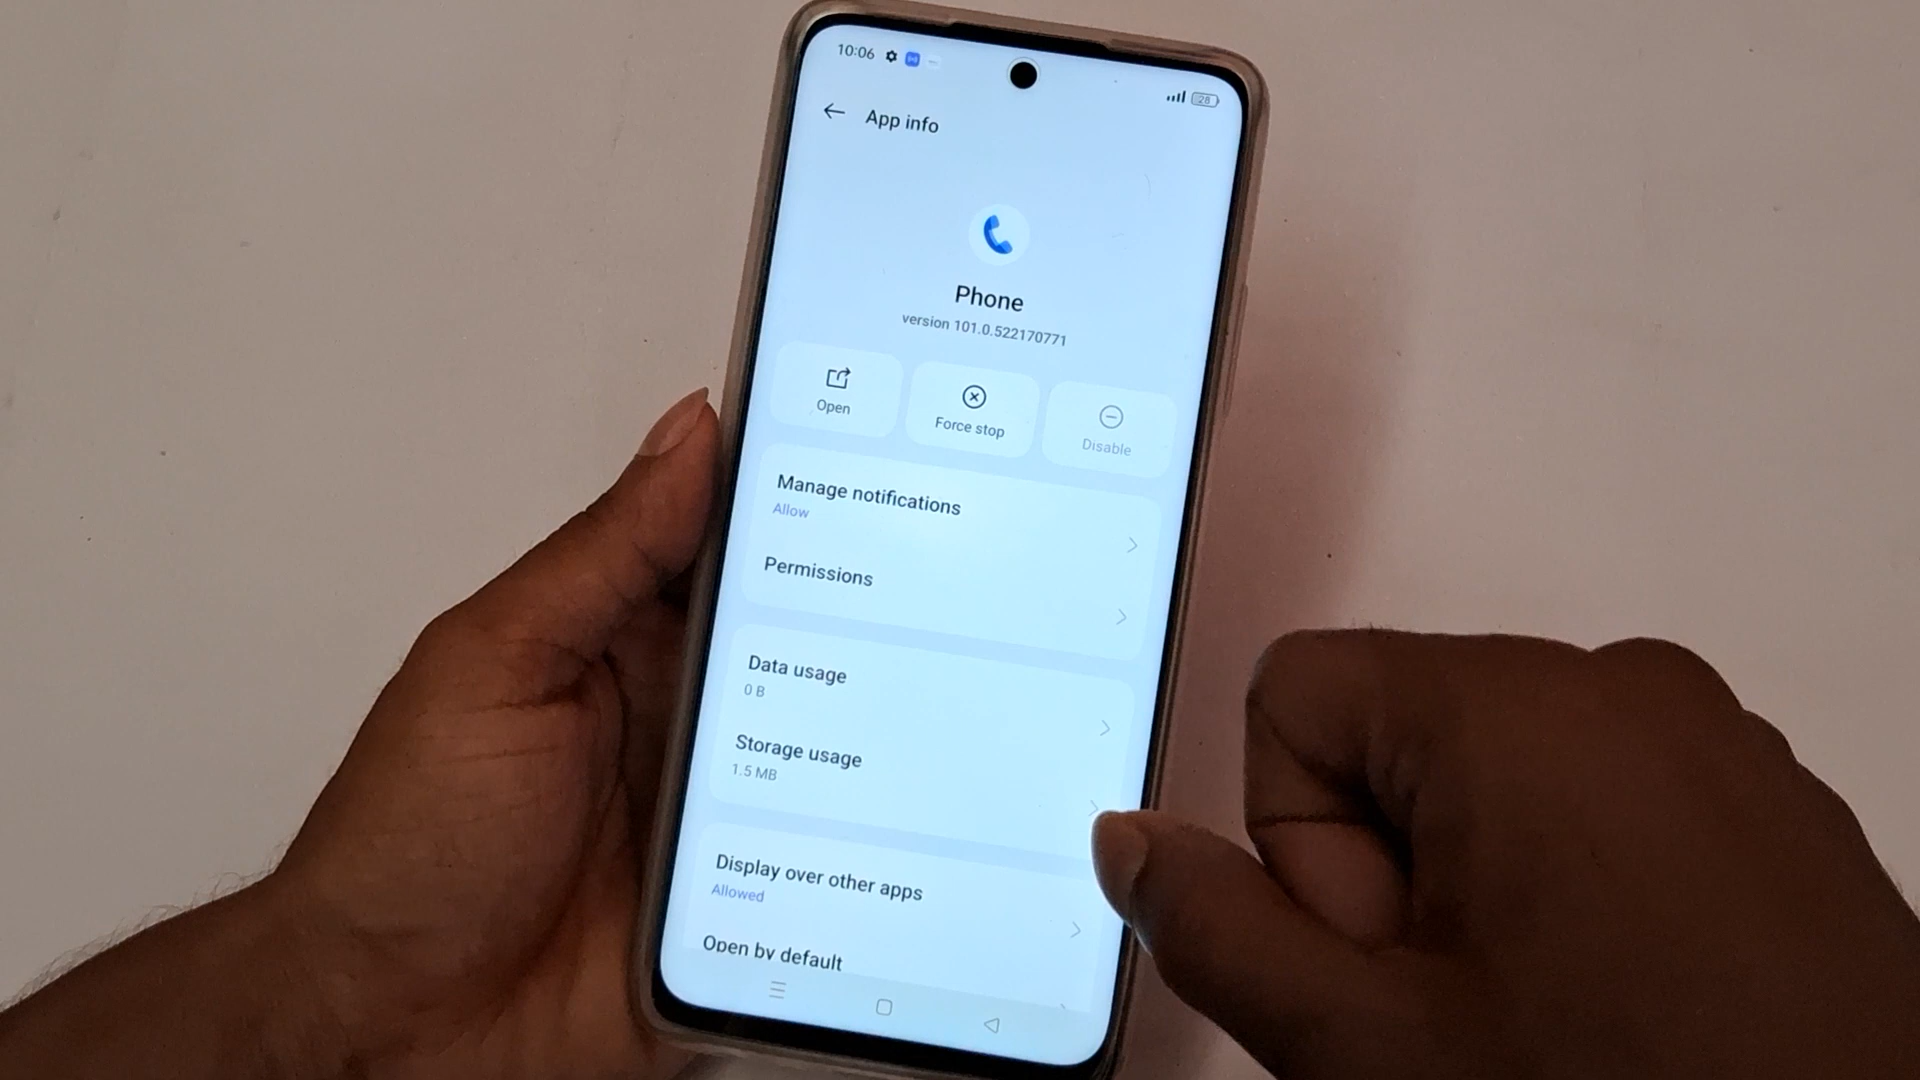 10:06
28
App info
Phone
version 101.0.522170771
Open
Force stop
Disable
Manage notifications
Allow
Permissions
Data usage
0 B
Storage usage
1.5 MB
Display over other apps
Allowed
Open by default